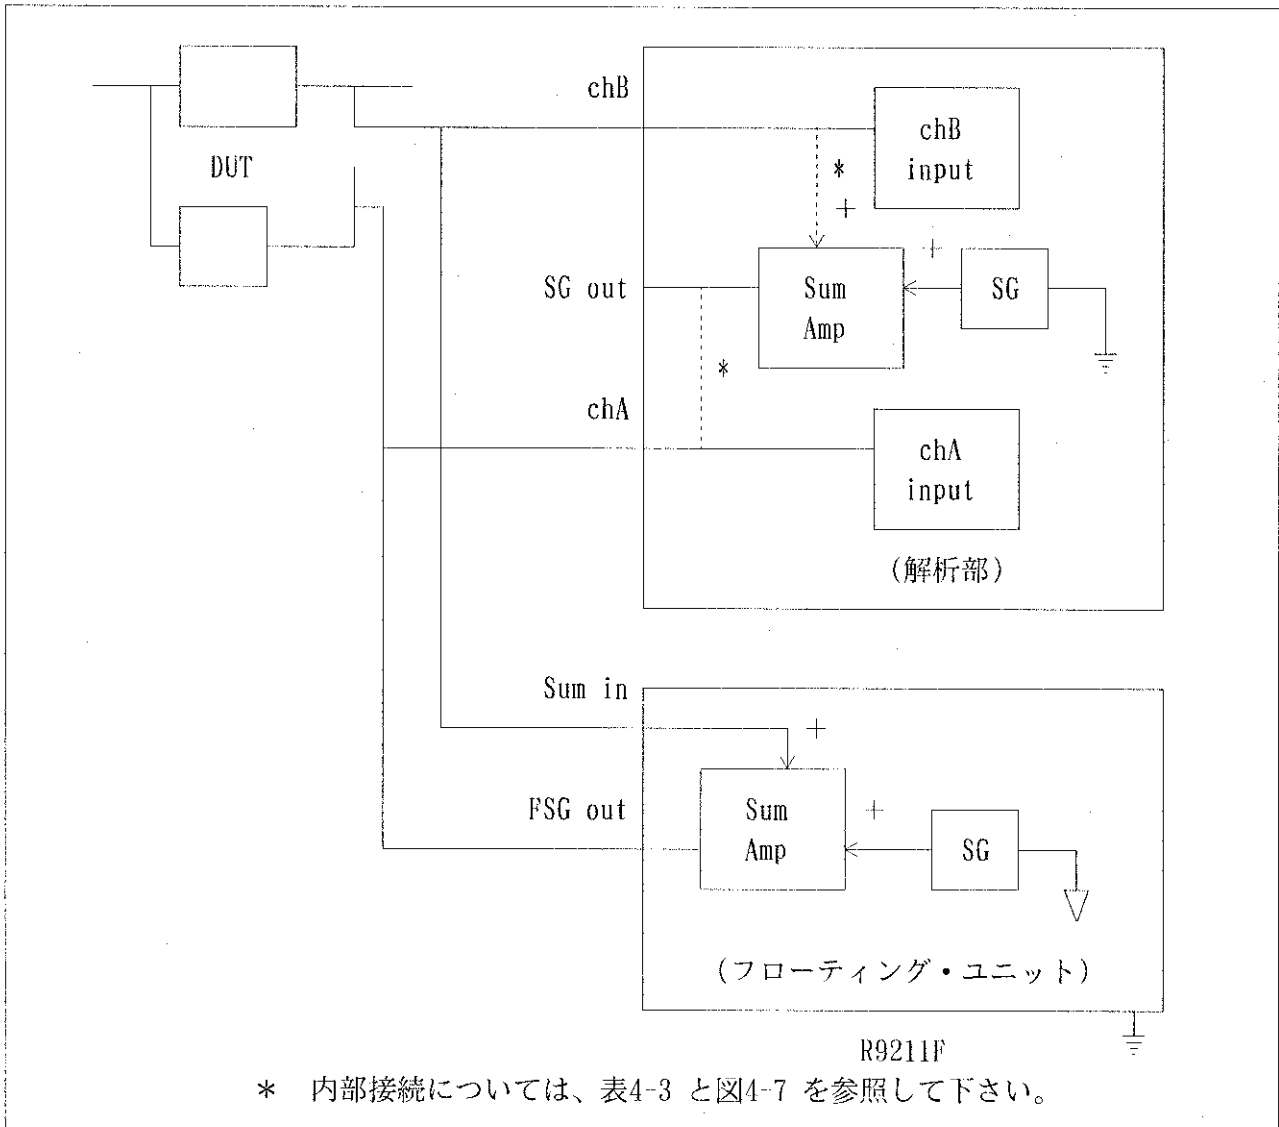 chB
chB
input
DUT
*
+
+
SG out
Sum
Amp
SG
*
chA
chA
input
(解析部)
Sum in
+
FSG out
Sum
Amp
+
SG
(フローティング・ユニット)
R9211F
* 内部接続については、表4-3 と図4-7 を参照して下さい。